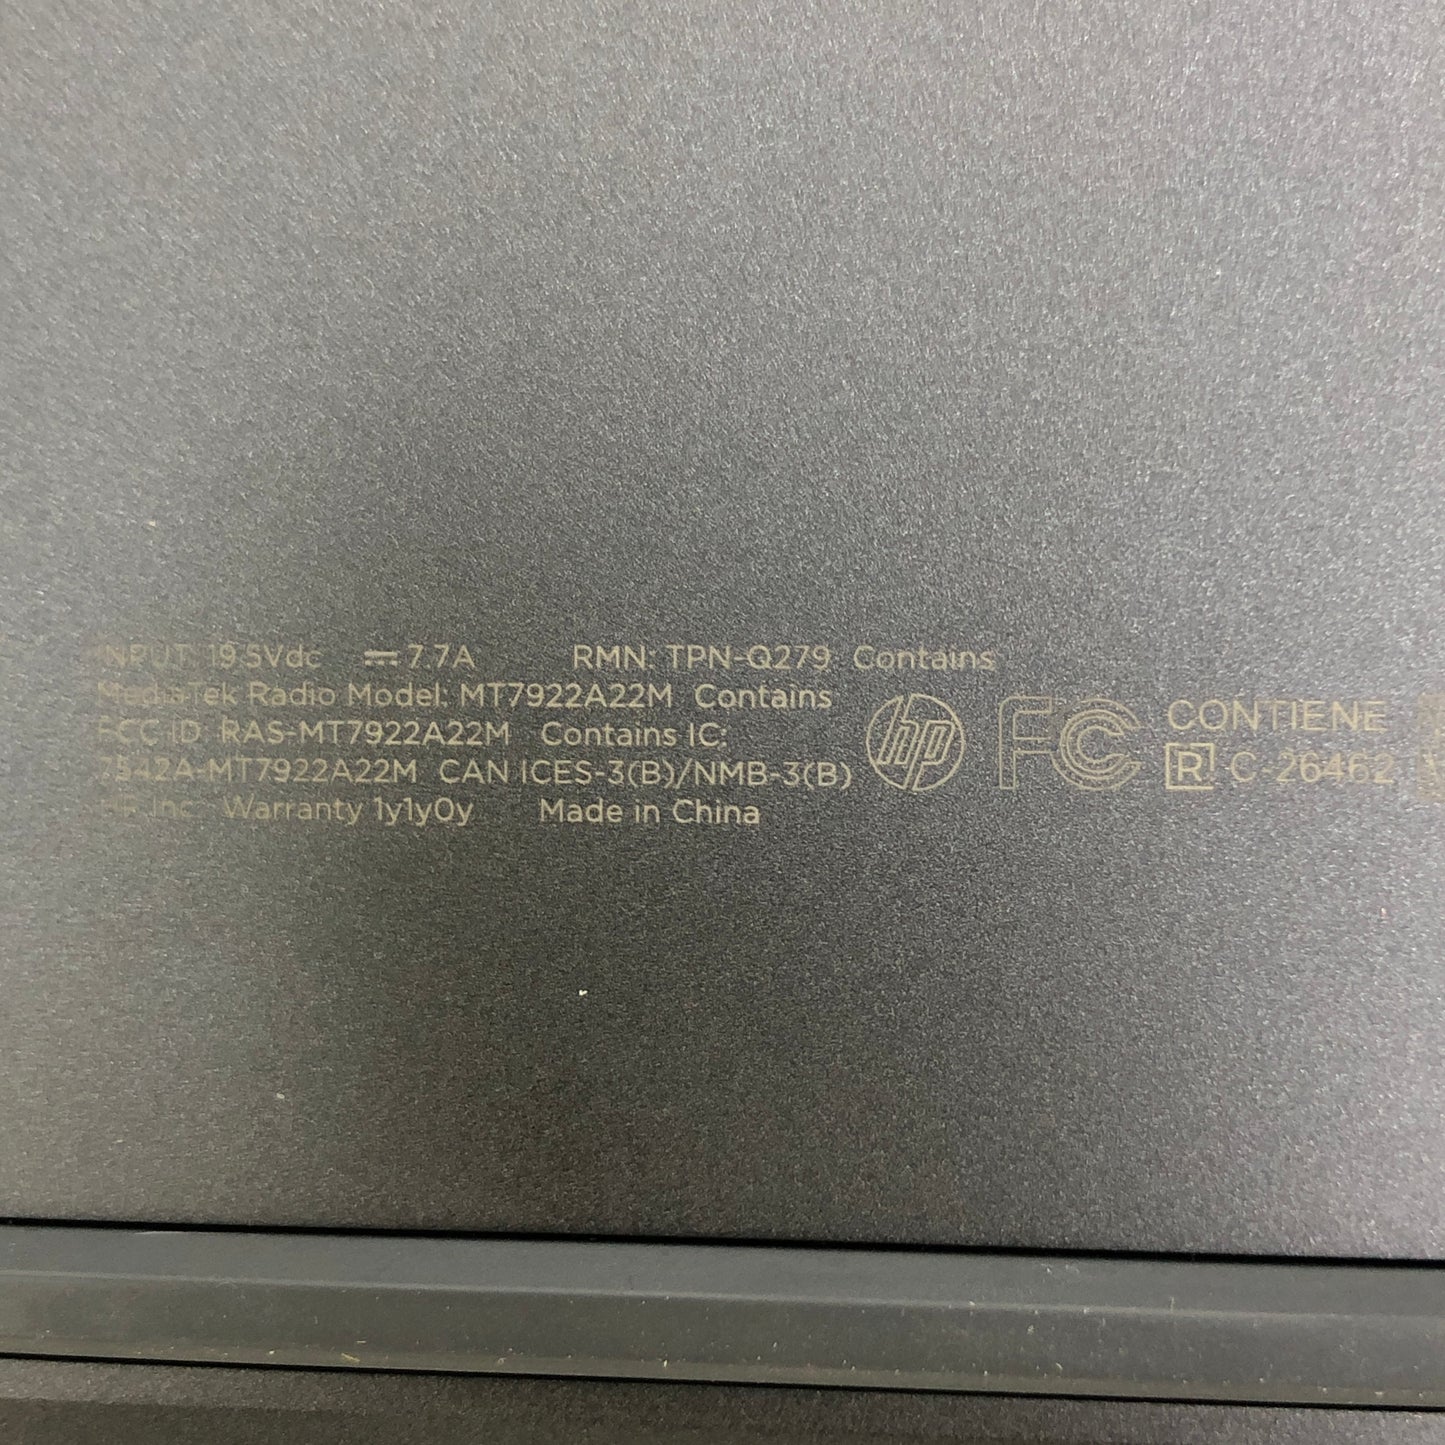 INPUT: 19.5Vdc ⎓ 7.7A RMN: TPN-Q279 Contains
MediaTek Radio Model: MT7922A22M Contains
FCC ID: RAS-MT7922A22M Contains IC:
7542A-MT7922A22M CAN ICES-3(B)/NMB-3(B)
HP Inc. Warranty 1y1y0y Made in China
hp
FC
CONTIENE
R! C-26462